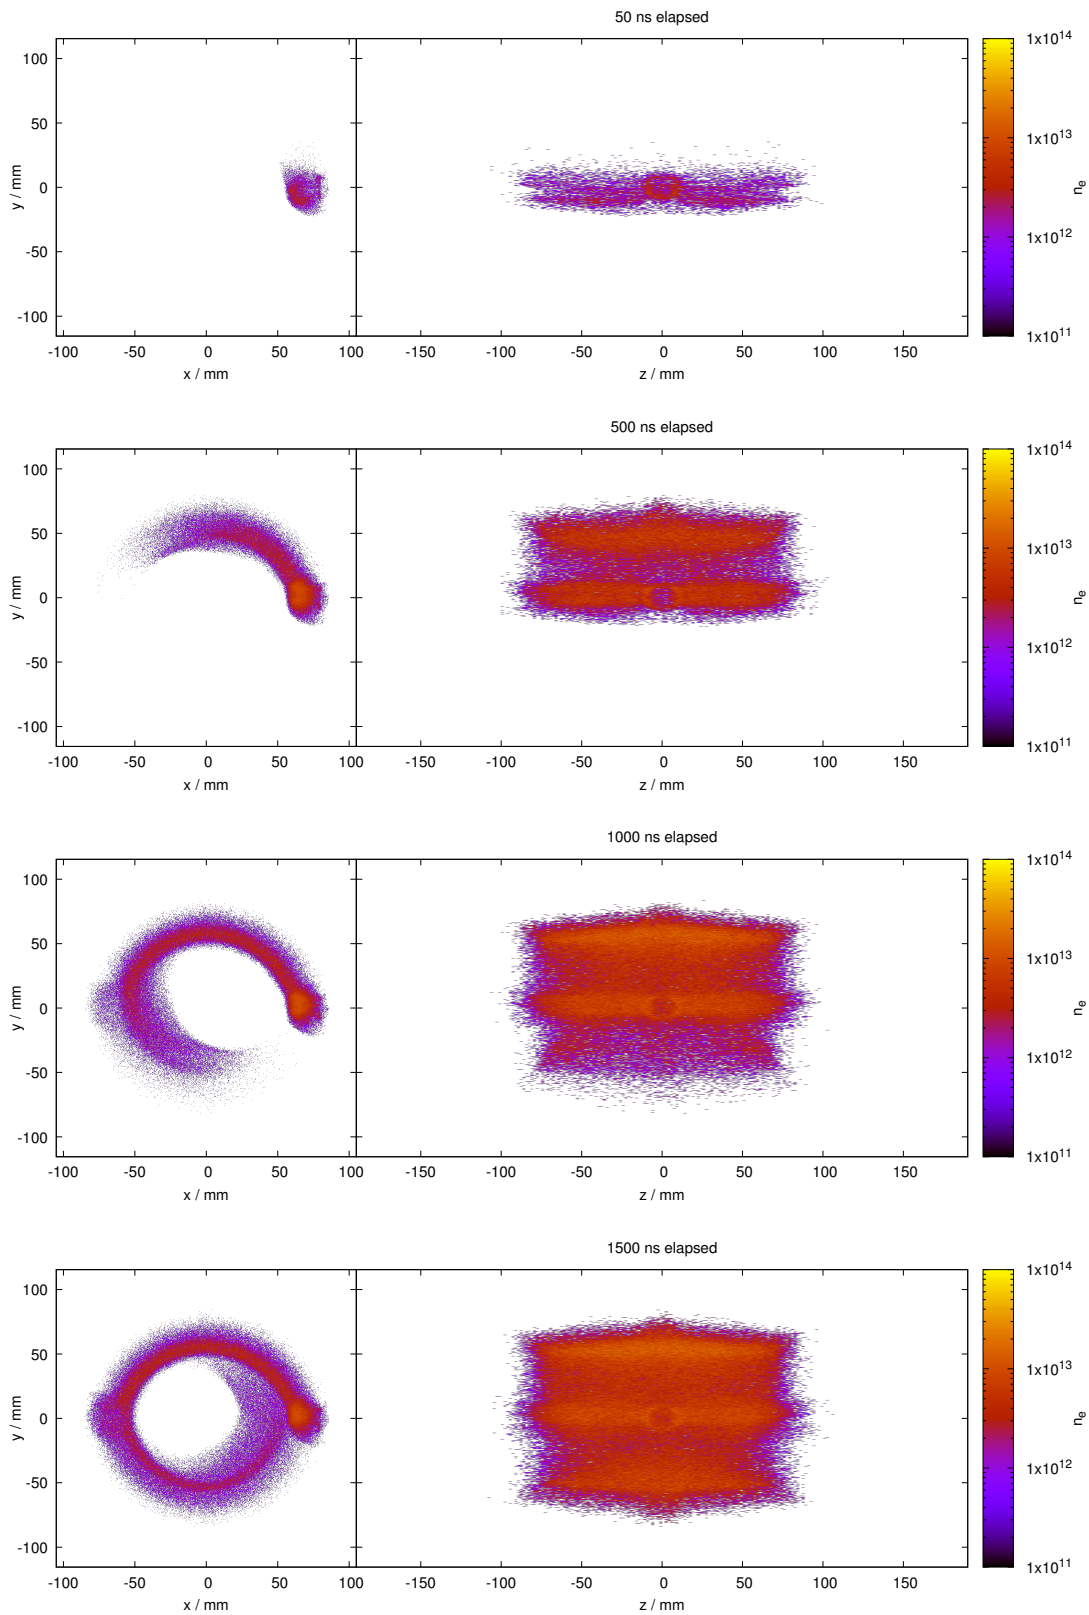 50 ns elapsed
100
50
0
-50
-100
y / mm
-100 -50 0 50 100
x / mm
-150 -100 -50 0 50 100 150
z / mm
1x10^14
1x10^13
1x10^12
1x10^11
n_e
500 ns elapsed
100
50
0
-50
-100
y / mm
-100 -50 0 50 100
x / mm
-150 -100 -50 0 50 100 150
z / mm
1x10^14
1x10^13
1x10^12
1x10^11
n_e
1000 ns elapsed
100
50
0
-50
-100
y / mm
-100 -50 0 50 100
x / mm
-150 -100 -50 0 50 100 150
z / mm
1x10^14
1x10^13
1x10^12
1x10^11
n_e
1500 ns elapsed
100
50
0
-50
-100
y / mm
-100 -50 0 50 100
x / mm
-150 -100 -50 0 50 100 150
z / mm
1x10^14
1x10^13
1x10^12
1x10^11
n_e